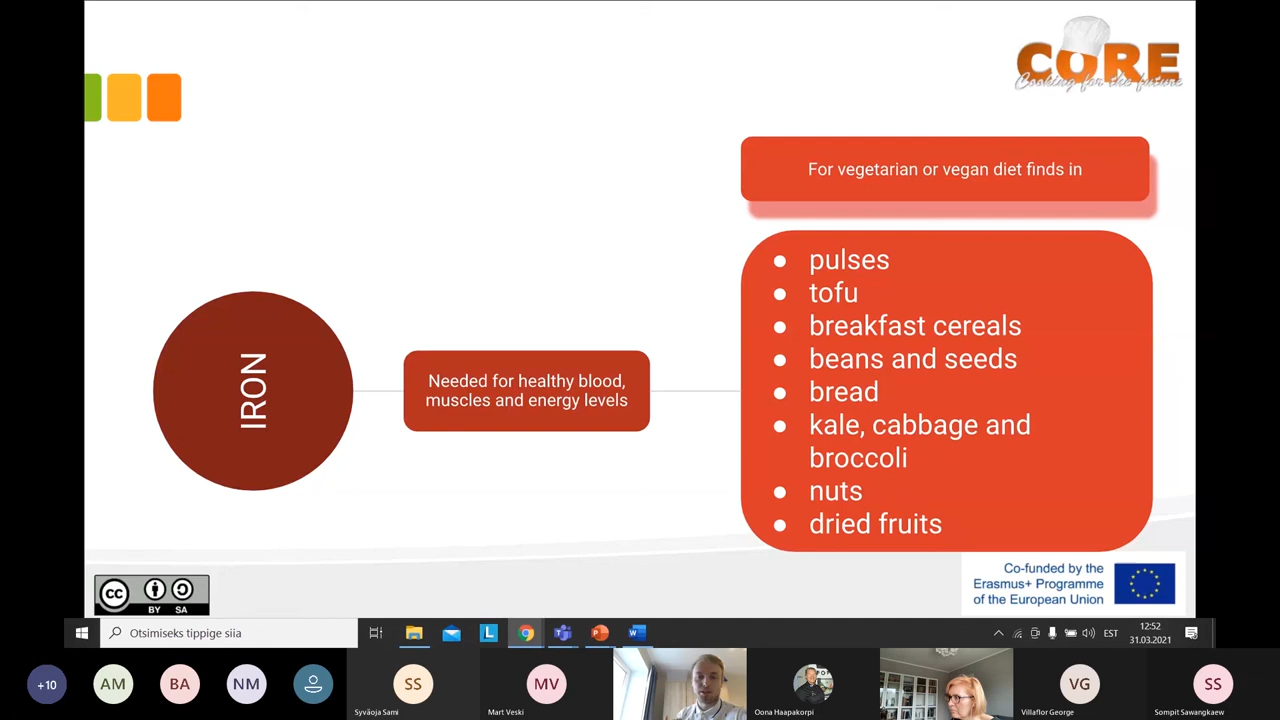 CORE
Cooking for the future
For vegetarian or vegan diet finds in
● pulses
● tofu
● breakfast cereals
● beans and seeds
● bread
● kale, cabbage and
broccoli
● nuts
● dried fruits
IRON
Needed for healthy blood,
muscles and energy levels
cc
BY SA
Co-funded by the
Erasmus+ Programme
of the European Union
Otsimiseks tippige siia
L
EST
12:52
31.03.2021
+10
AM
BA
NM
SS
Syväoja Sami
MV
Mart Veski
Oona Haapakorpi
VG
Villaflor George
SS
Sompit Sawangkaew